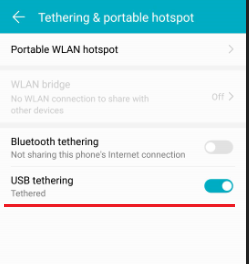 Tethering & portable hotspot
Portable WLAN hotspot
WLAN bridge
No WLAN connection to share with
other devices
Off
Bluetooth tethering
Not sharing this phone's Internet connection
USB tethering
Tethered